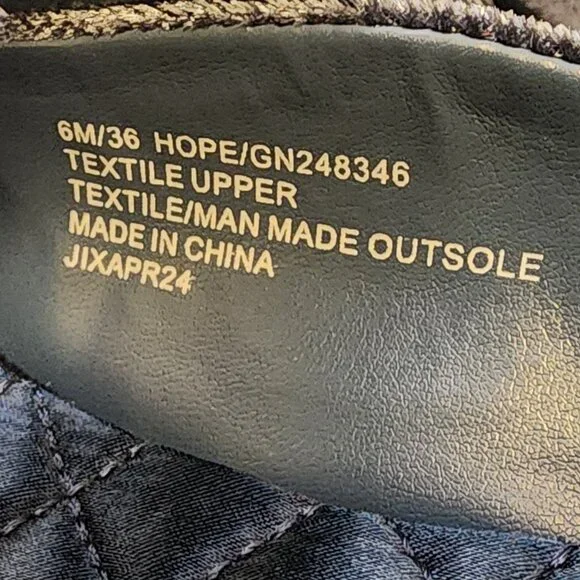 6M/36 HOPE/GN248346
TEXTILE UPPER
TEXTILE/MAN MADE OUTSOLE
MADE IN CHINA
JIXAPR24